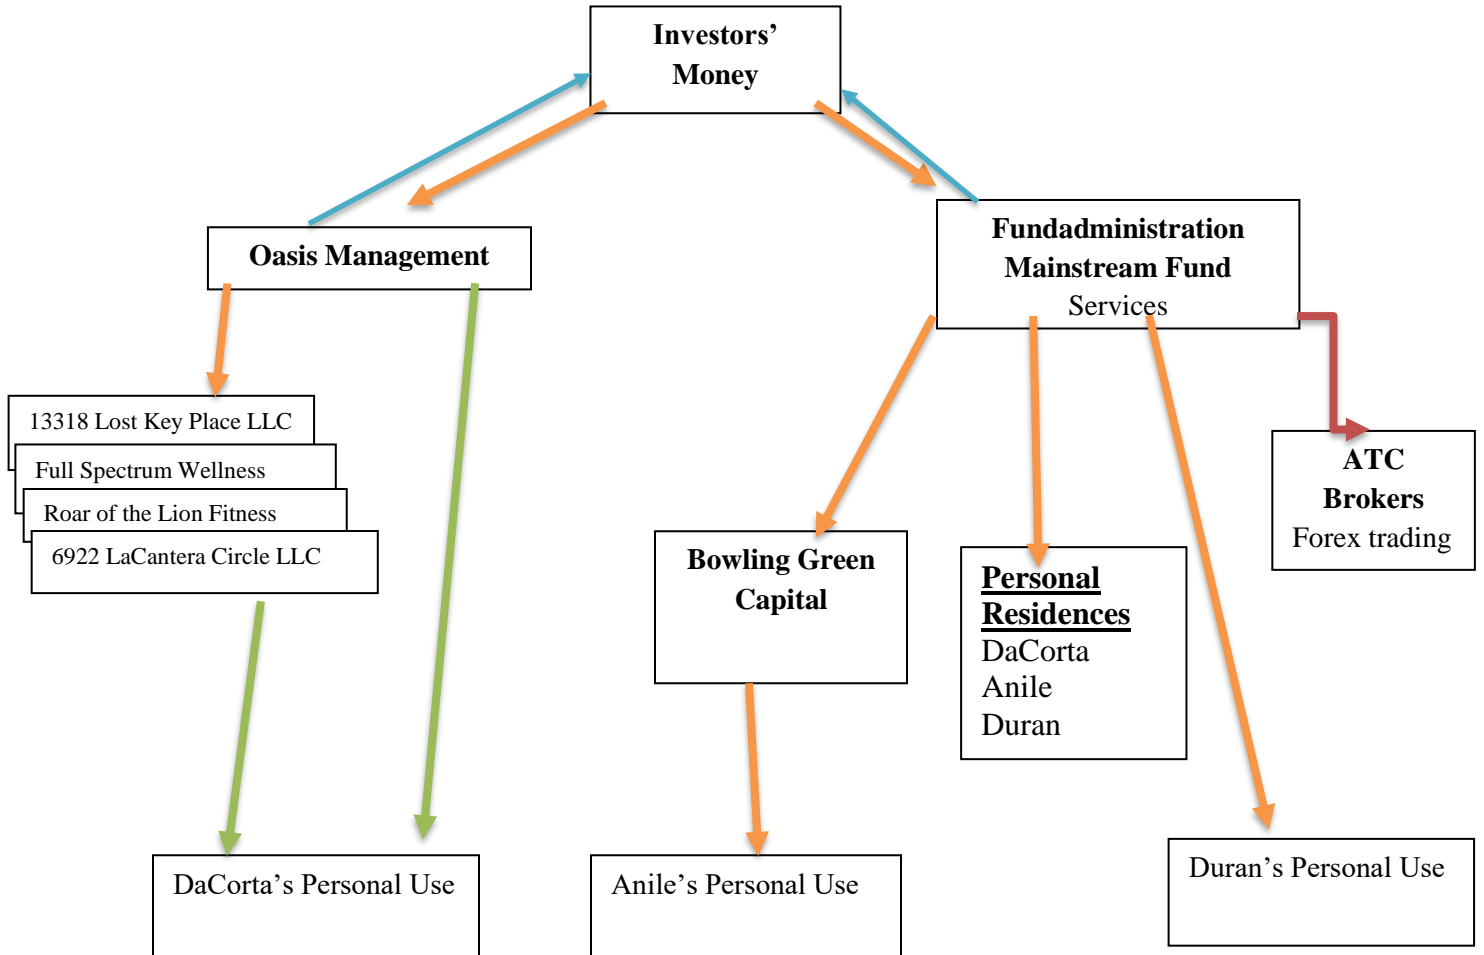 Investors’
Money
Oasis Management
Fundadministration
Mainstream Fund
Services
13318 Lost Key Place LLC
Full Spectrum Wellness
Roar of the Lion Fitness
6922 LaCantera Circle LLC
Bowling Green
Capital
Personal
Residences
DaCorta
Anile
Duran
ATC
Brokers
Forex trading
DaCorta’s Personal Use
Anile’s Personal Use
Duran’s Personal Use